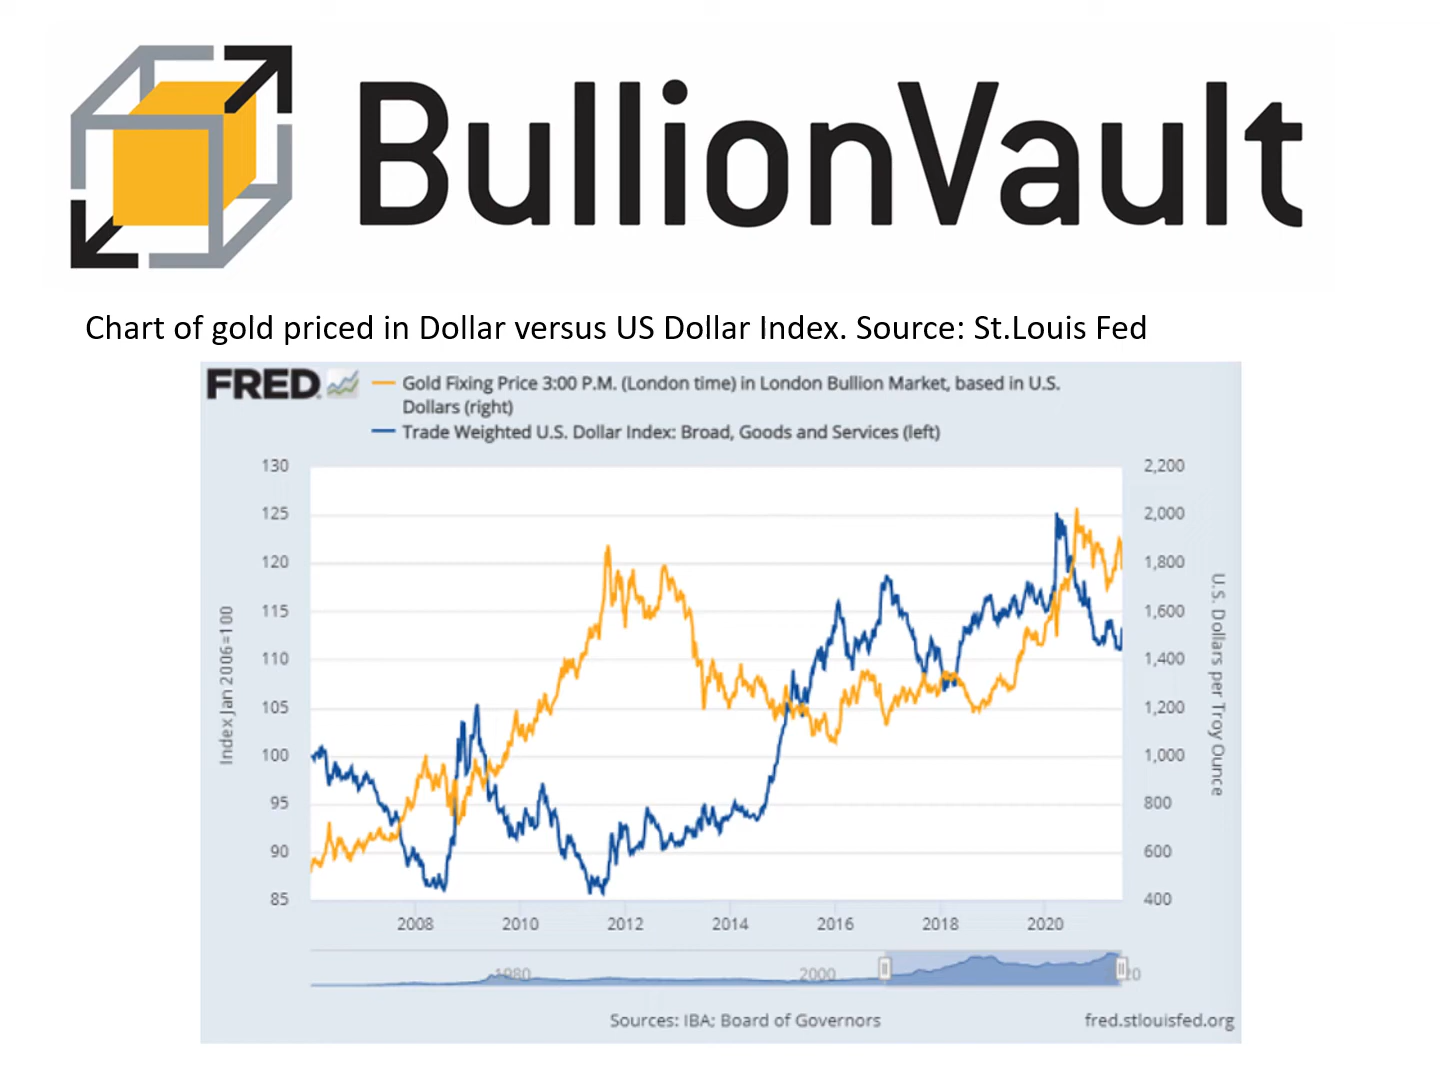 BullionVault
Chart of gold priced in Dollar versus US Dollar Index. Source: St.Louis Fed
FRED
Gold Fixing Price 3:00 P.M. (London time) in London Bullion Market, based in U.S.
Dollars (right)
Trade Weighted U.S. Dollar Index: Broad, Goods and Services (left)
130
125
120
115
110
105
100
95
90
85
Index Jan 2006=100
2,200
2,000
1,800
1,600
1,400
1,200
1,000
800
600
400
U.S. Dollars per Troy Ounce
2008 2010 2012 2014 2016 2018 2020
1980 2000
Sources: IBA; Board of Governors fred.stlouisfed.org